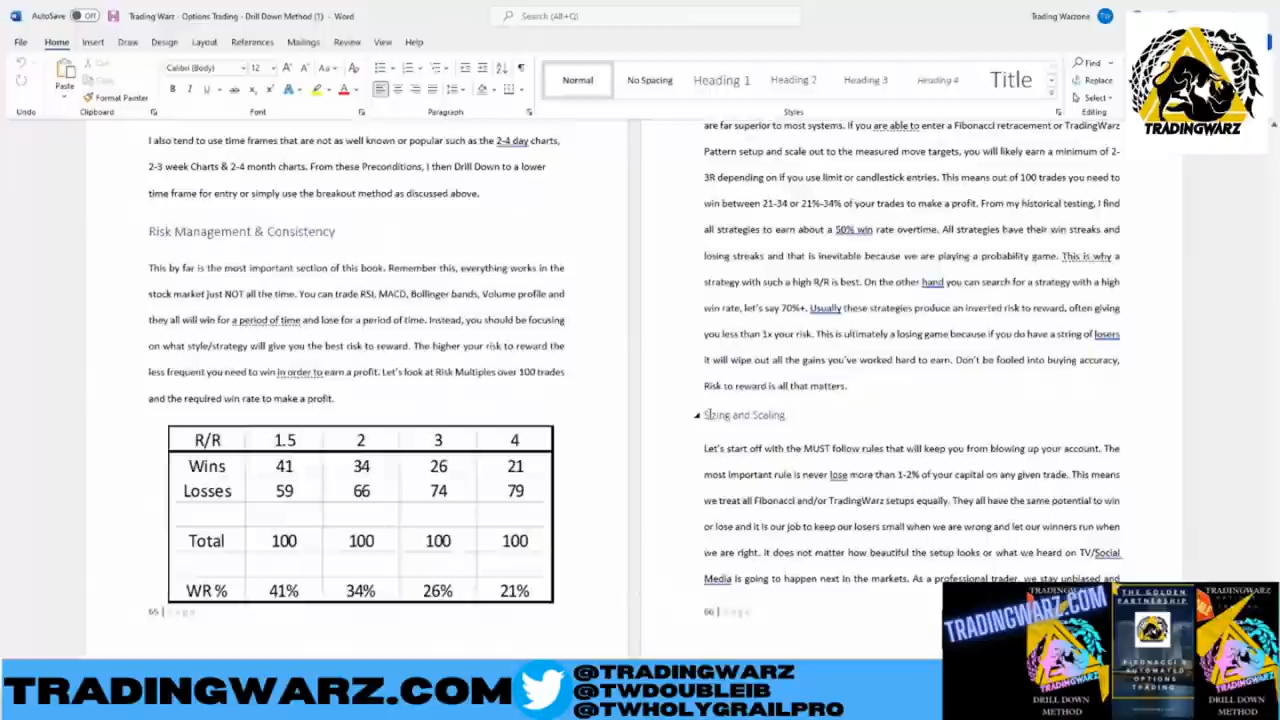 AutoSave Off Trading Warz - Options Trading - Drill Down Method (1) - Word Search (Alt+Q) Trading Warzone TW
File Home Insert Draw Design Layout References Mailings Review View Help
Paste Cut Copy Format Painter
Calibri (Body) 12
Normal No Spacing Heading 1 Heading 2 Heading 3 Heading 4 Title
Find Replace Select
Undo Clipboard Font Paragraph Styles Editing
TRADINGWARZ
I also tend to use time frames that are not as well known or popular such as the 2-4 day charts,
2-3 week Charts & 2-4 month charts. From these Preconditions, I then Drill Down to a lower
time frame for entry or simply use the breakout method as discussed above.
Risk Management & Consistency
This by far is the most important section of this book. Remember this, everything works in the
stock market just NOT all the time. You can trade RSI, MACD, Bollinger bands, Volume profile and
they all will win for a period of time and lose for a period of time. Instead, you should be focusing
on what style/strategy will give you the best risk to reward. The higher your risk to reward the
less frequent you need to win in order to earn a profit. Let's look at Risk Multiples over 100 trades
and the required win rate to make a profit.
R/R 1.5 2 3 4
Wins 41 34 26 21
Losses 59 66 74 79
Total 100 100 100 100
WR % 41% 34% 26% 21%
65 | Page
are far superior to most systems. If you are able to enter a Fibonacci retracement or TradingWarz
Pattern setup and scale out to the measured move targets, you will likely earn a minimum of 2-
3R depending on if you use limit or candlestick entries. This means out of 100 trades you need to
win between 21-34 or 21%-34% of your trades to make a profit. From my historical testing, I find
all strategies to earn about a 50% win rate overtime. All strategies have their win streaks and
losing streaks and that is inevitable because we are playing a probability game. This is why a
strategy with such a high R/R is best. On the other hand you can search for a strategy with a high
win rate, let's say 70%+. Usually these strategies produce an inverted risk to reward, often giving
you less than 1x your risk. This is ultimately a losing game because if you do have a string of losers
it will wipe out all the gains you've worked hard to earn. Don't be fooled into buying accuracy,
Risk to reward is all that matters.
Sizing and Scaling
Let's start off with the MUST follow rules that will keep you from blowing up your account. The
most important rule is never lose more than 1-2% of your capital on any given trade. This means
we treat all Fibonacci and/or TradingWarz setups equally. They all have the same potential to win
or lose and it is our job to keep our losers small when we are wrong and let our winners run when
we are right. It does not matter how beautiful the setup looks or what we heard on TV/Social
Media is going to happen next in the markets. As a professional trader, we stay unbiased and
66 | Page
TRADINGWARZ.COM
TRADINGWARZ
DRILL DOWN
METHOD
THE GOLDEN
PARTNERSHIP
FIBONACCI &
AUTOMATED
OPTIONS
TRADING
TRADINGWARZ
DRILL DOWN
METHOD
TRADINGWARZ.COM
@TRADINGWARZ
@TWDOUBLEIB
@TWHOLYGRAILPRO